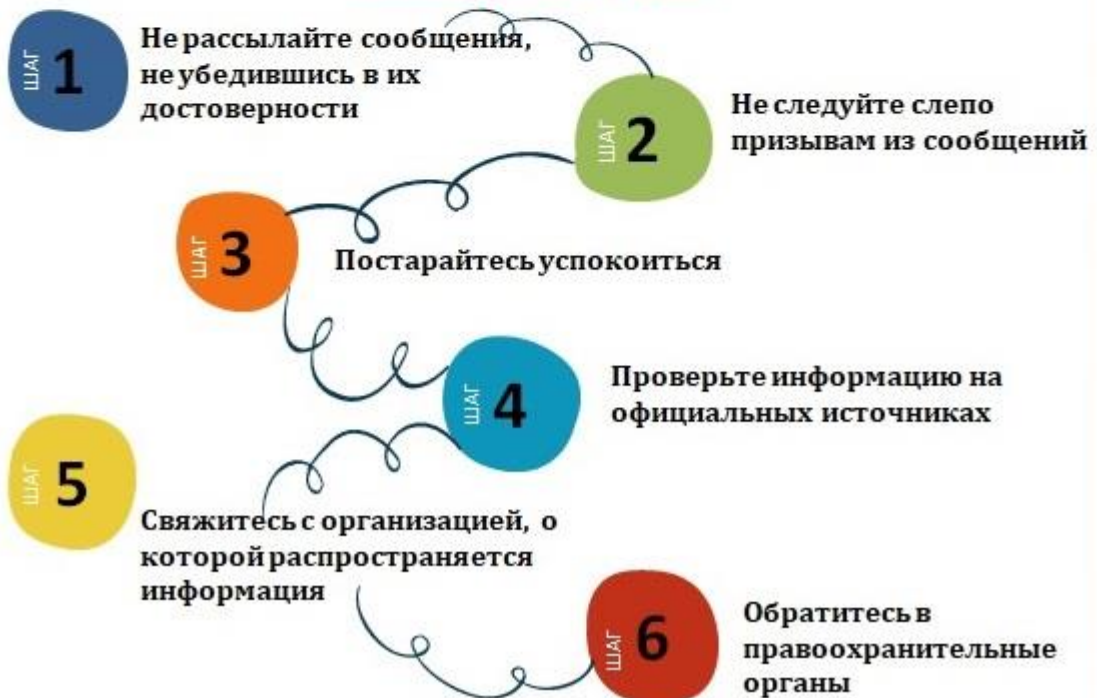 ШАГ 1
Не рассылайте сообщения,
не убедившись в их
достоверности
ШАГ 2
Не следуйте слепо
призывам из сообщений
ШАГ 3
Постарайтесь успокоиться
ШАГ 4
Проверьте информацию на
официальных источниках
ШАГ 5
Свяжитесь с организацией, о
которой распространяется
информация
ШАГ 6
Обратитесь в
правоохранительные
органы